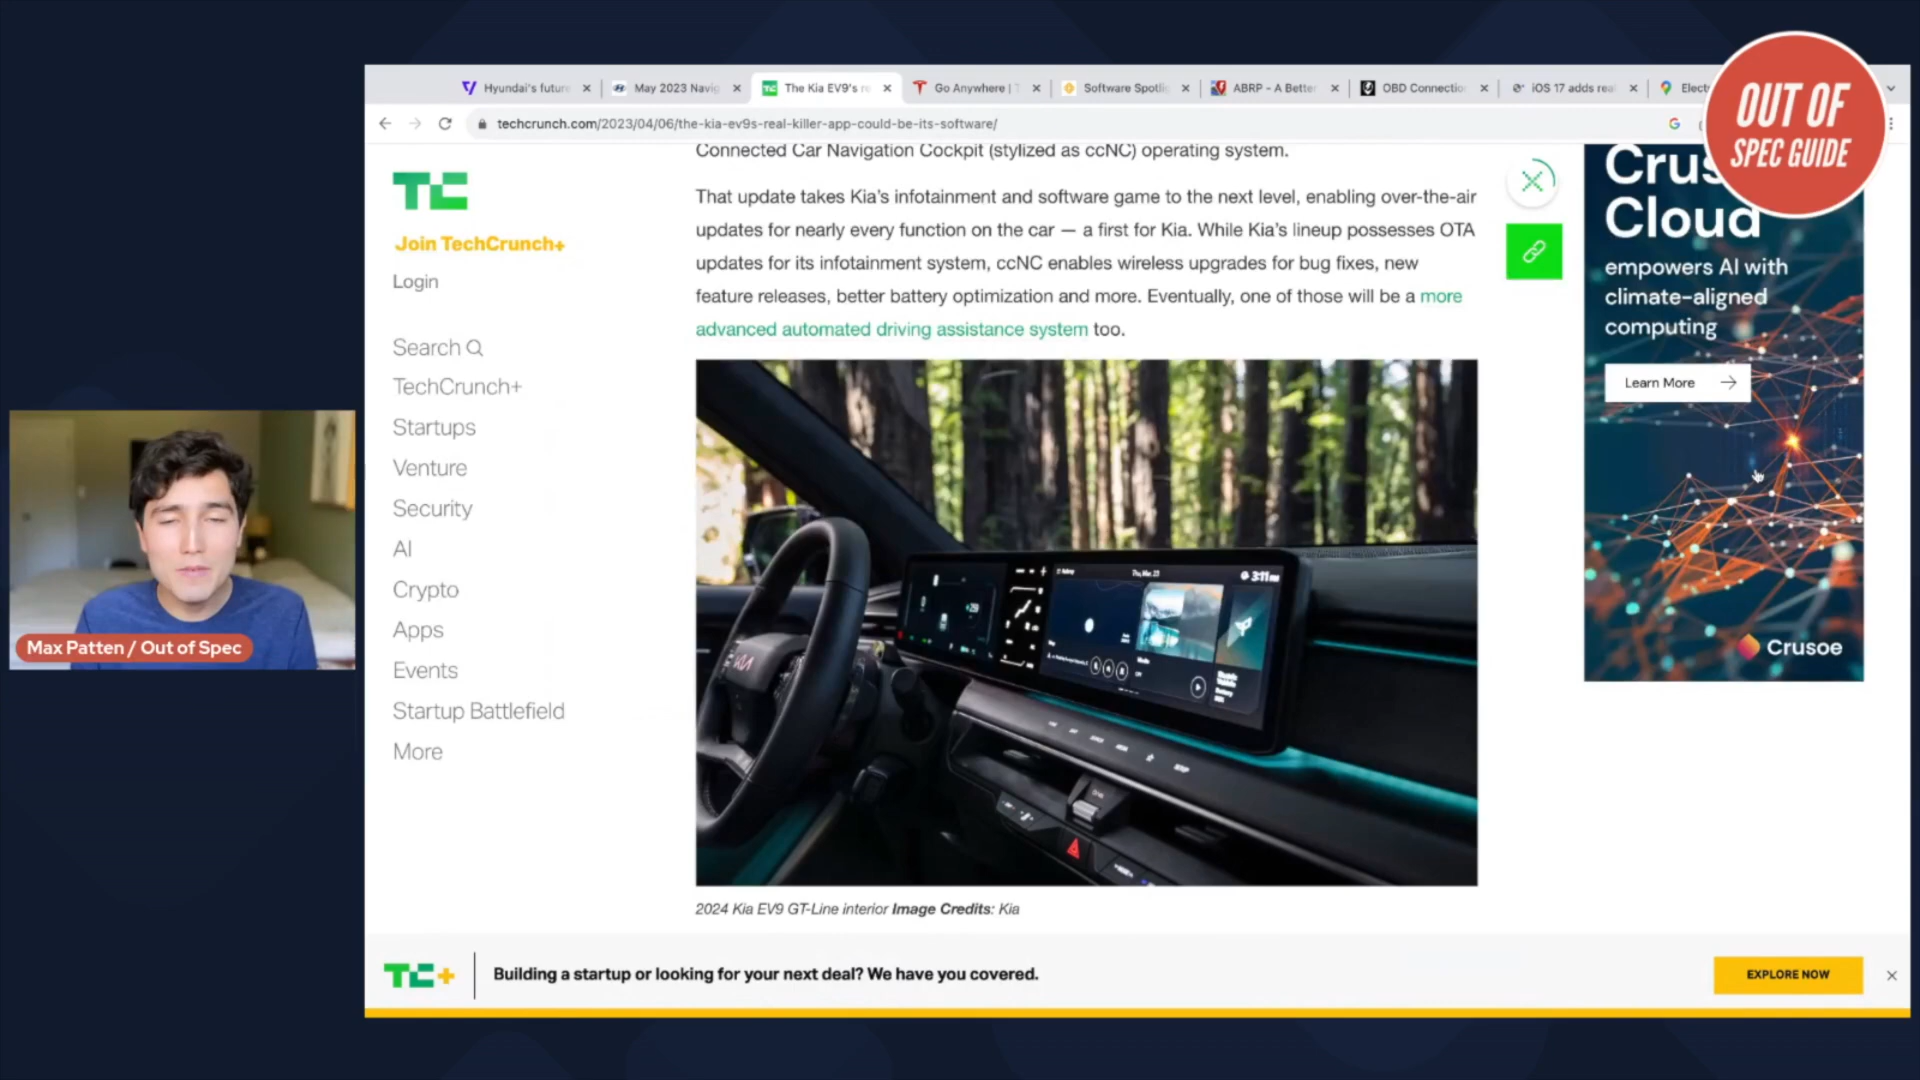 Hyundai's future
May 2023 Navig
The Kia EV9's re
Go Anywhere | T
Software Spotlig
ABRP - A Better
OBD Connectio
iOS 17 adds real
Elect
OUT OF
SPEC GUIDE
techcrunch.com/2023/04/06/the-kia-ev9s-real-killer-app-could-be-its-software/
TC
Join TechCrunch+
Login
Search
TechCrunch+
Startups
Venture
Security
AI
Crypto
Apps
Events
Startup Battlefield
More
Connected Car Navigation Cockpit (stylized as ccNC) operating system.
That update takes Kia's infotainment and software game to the next level, enabling over-the-air
updates for nearly every function on the car — a first for Kia. While Kia's lineup possesses OTA
updates for its infotainment system, ccNC enables wireless upgrades for bug fixes, new
feature releases, better battery optimization and more. Eventually, one of those will be a more
advanced automated driving assistance system too.
Thu, Mar. 23
3:11
2024 Kia EV9 GT-Line interior Image Credits: Kia
Cloud
empowers AI with
climate-aligned
computing
Learn More
Crusoe
Max Patten / Out of Spec
TC+
Building a startup or looking for your next deal? We have you covered.
EXPLORE NOW